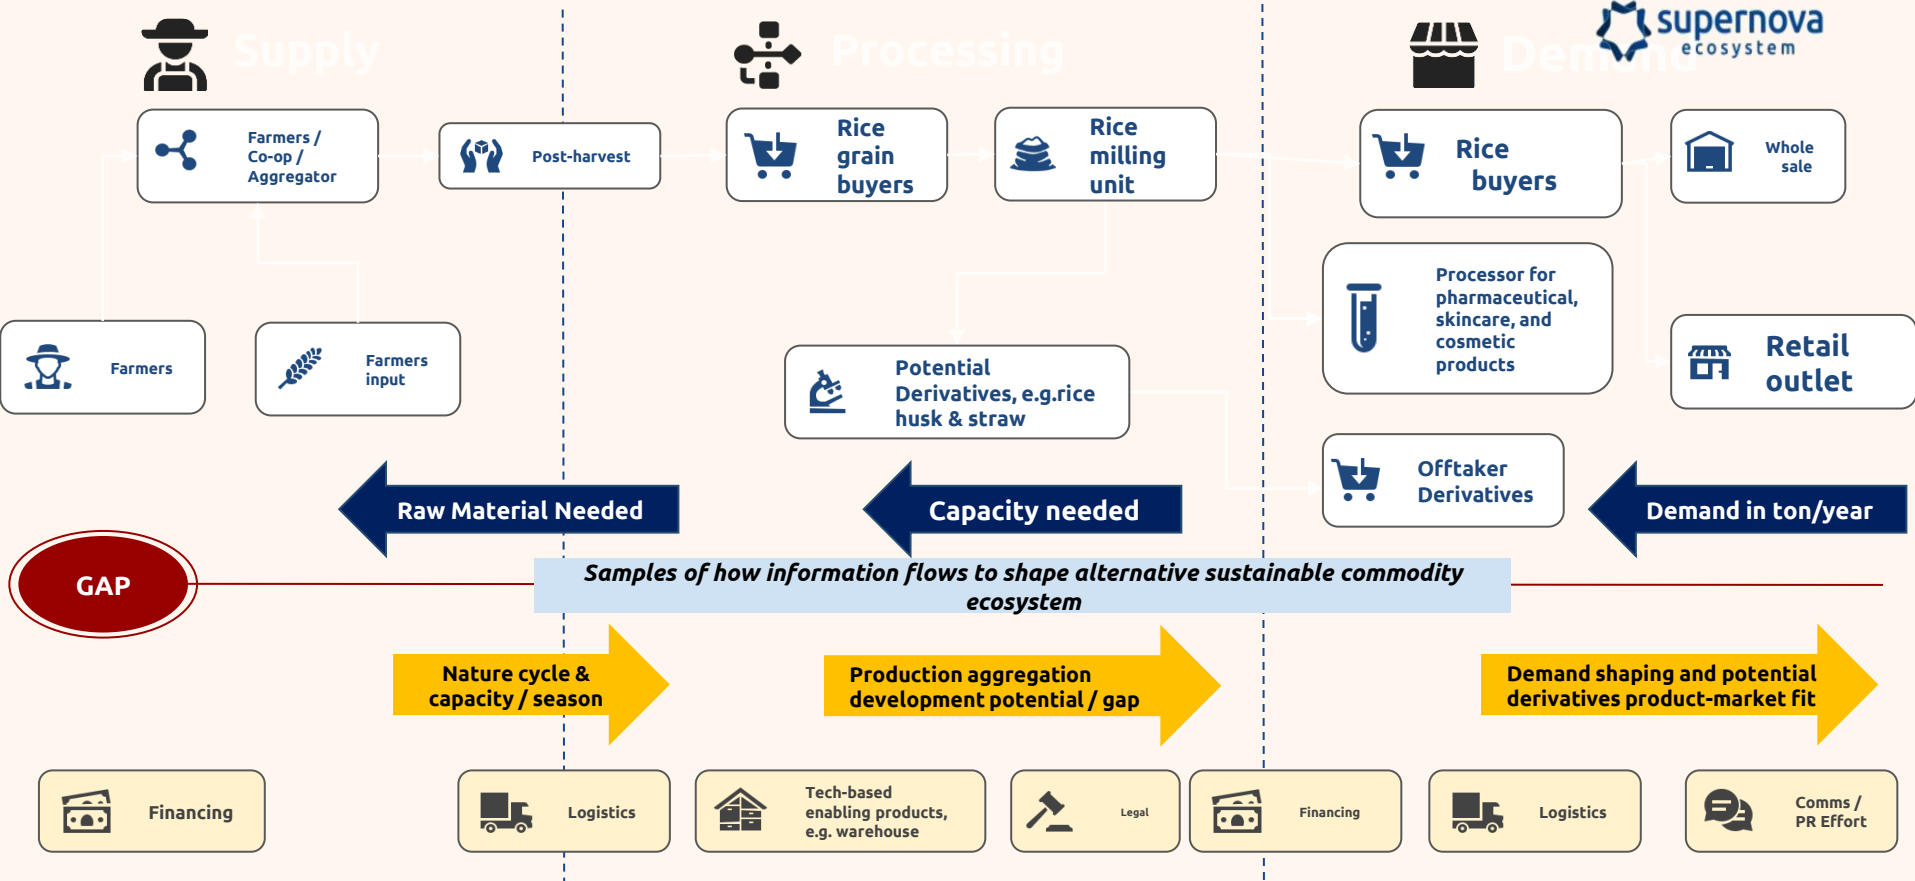 Supply
Processing
Demand
supernova
ecosystem
Farmers /
Co-op /
Aggregator
Post-harvest
Rice
grain
buyers
Rice
milling
unit
Rice
buyers
Whole
sale
Processor for
pharmaceutical,
skincare, and
cosmetic
products
Farmers
Farmers
input
Potential
Derivatives, e.g.rice
husk & straw
Retail
outlet
Offtaker
Derivatives
Raw Material Needed
Capacity needed
Demand in ton/year
GAP
Samples of how information flows to shape alternative sustainable commodity
ecosystem
Nature cycle &
capacity / season
Production aggregation
development potential / gap
Demand shaping and potential
derivatives product-market fit
Financing
Logistics
Tech-based
enabling products,
e.g. warehouse
Legal
Financing
Logistics
Comms /
PR Effort